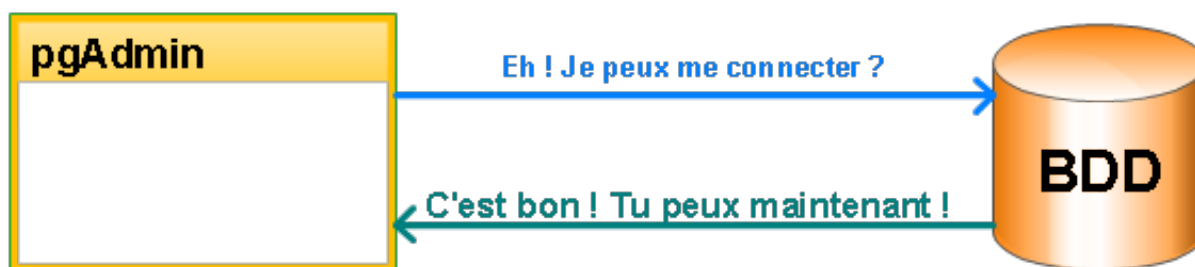 pgAdmin
Eh ! Je peux me connecter ?
BDD
C'est bon ! Tu peux maintenant !